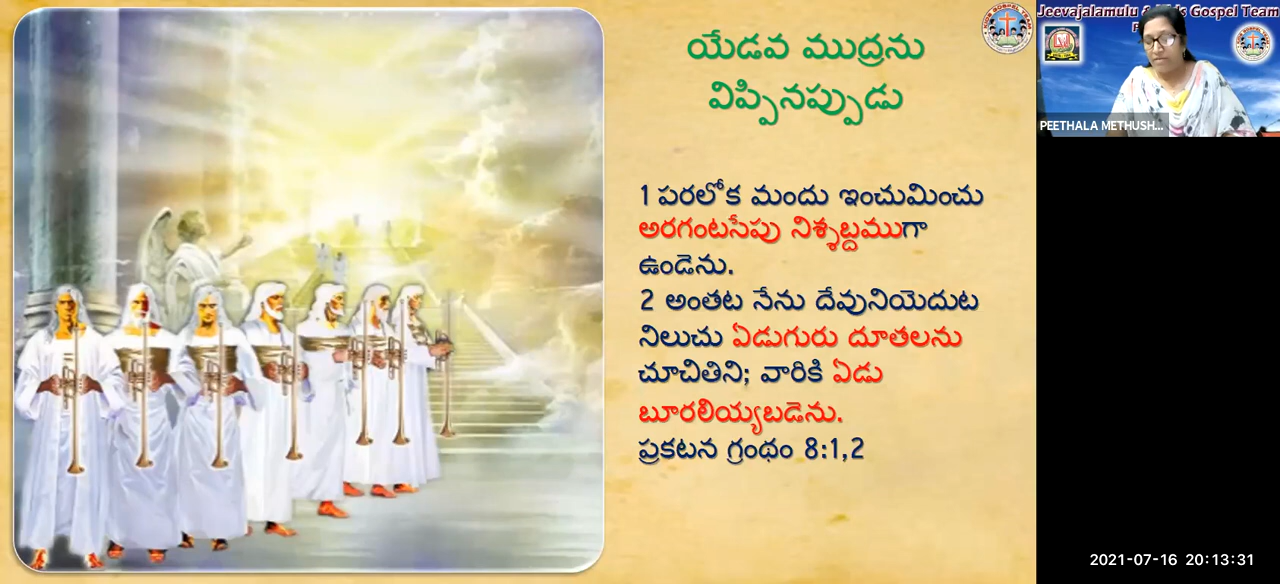 యేడవ ముద్రను
విప్పినప్పుడు
1 పరలోక మందు ఇంచుమించు
అరగంటసేపు నిశ్శబ్దముగా
ఉండెను.
2 అంతట నేను దేవునియెదుట
నిలుచు ఏడుగురు దూతలను
చూచితిని; వారికి ఏడు
బూరలియ్యబడెను.
ప్రకటన గ్రంథం 8:1,2
Jeevajalamulu & Gospel Team
PEETHALA METHUSH...
2021-07-16 20:13:31